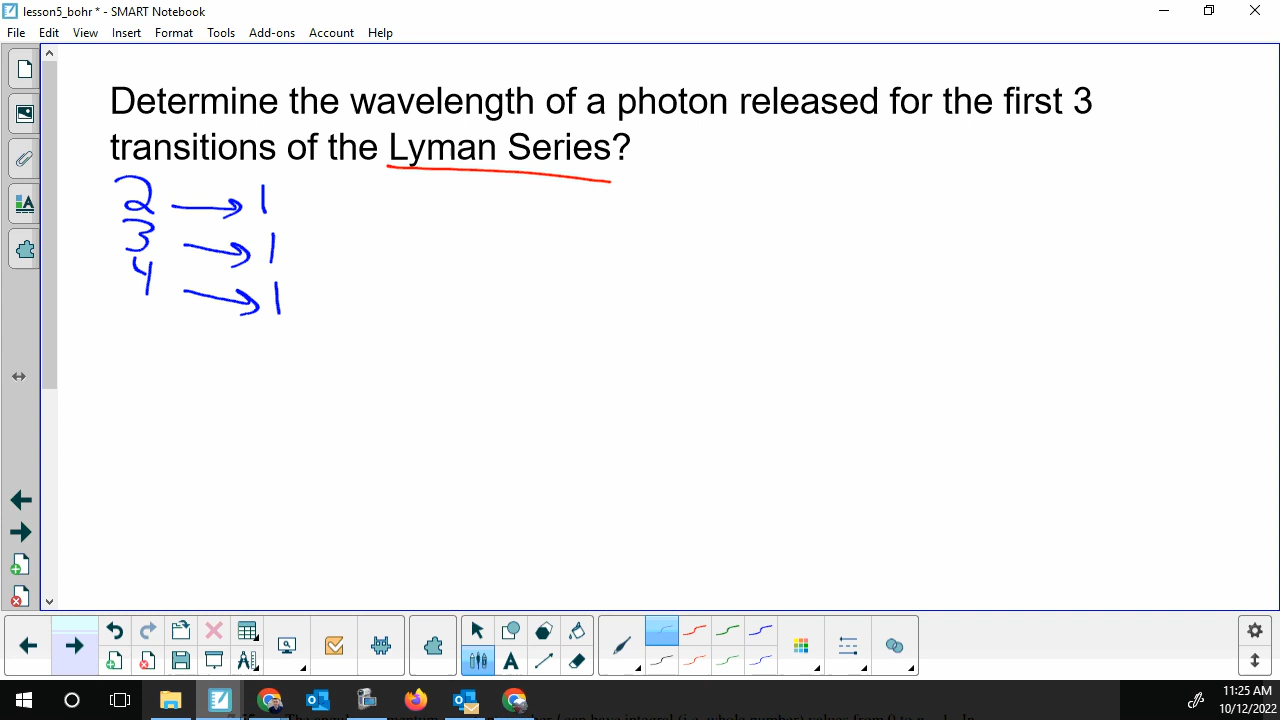 lesson5_bohr * - SMART Notebook
File Edit View Insert Format Tools Add-ons Account Help
Determine the wavelength of a photon released for the first 3
transitions of the Lyman Series?
2 → 1
3 → 1
4 → 1
A
11:25 AM
10/12/2022